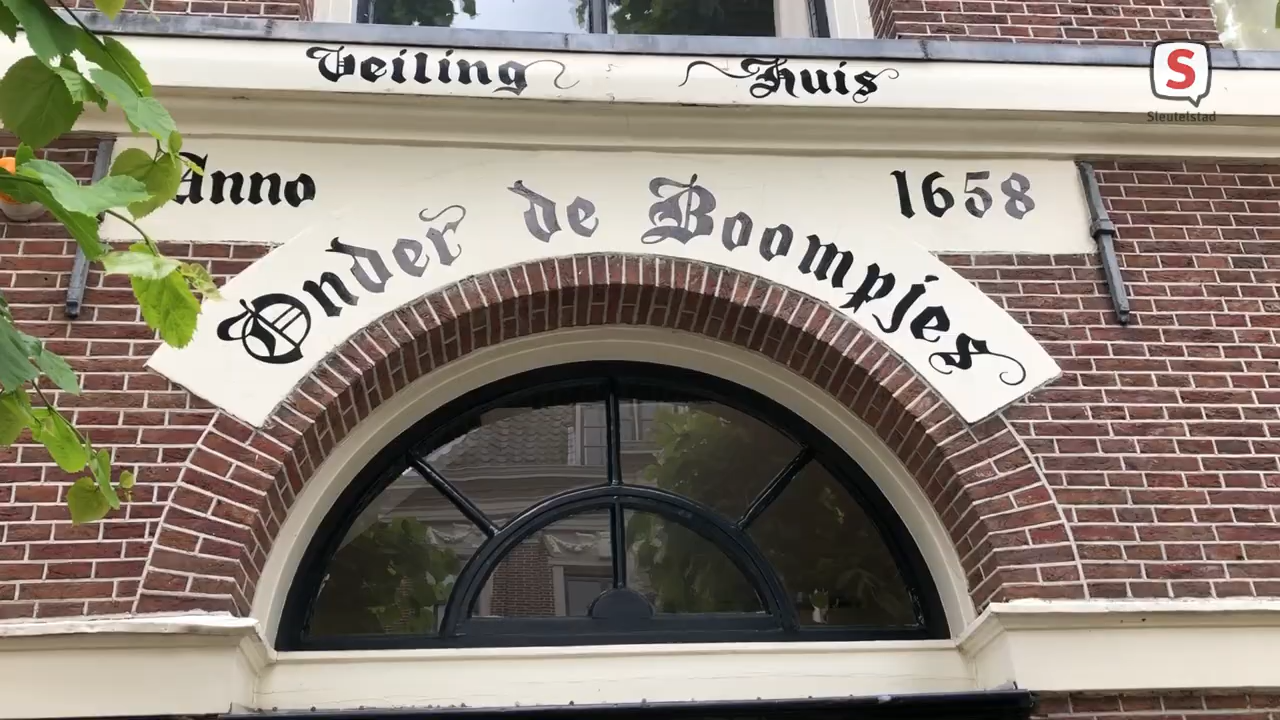 Veiling Huis
S
Sleutelstad
Anno 1658
Onder de Boompjes